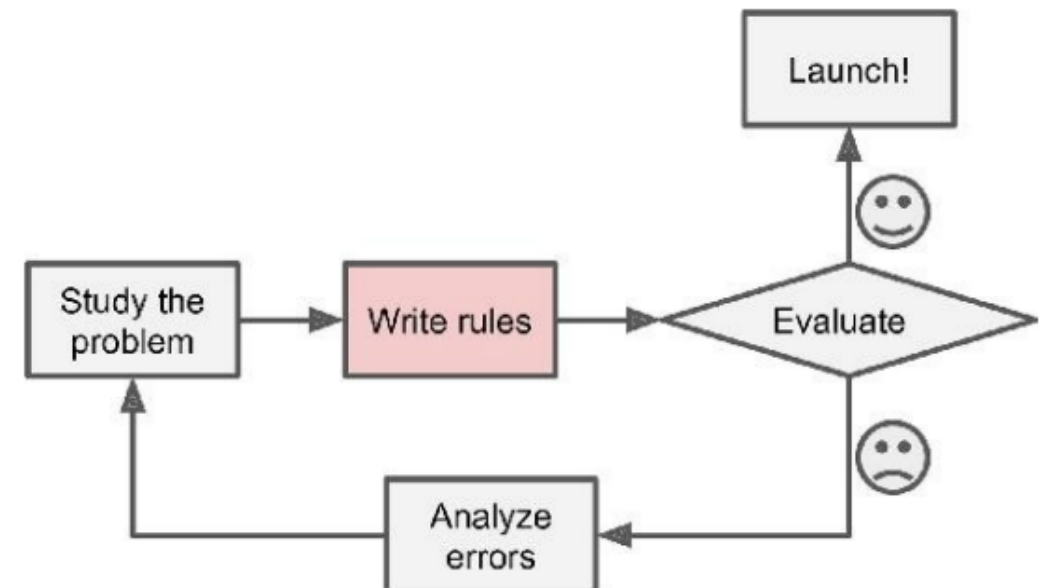 Launch!
Study the
problem
Write rules
Evaluate
Analyze
errors